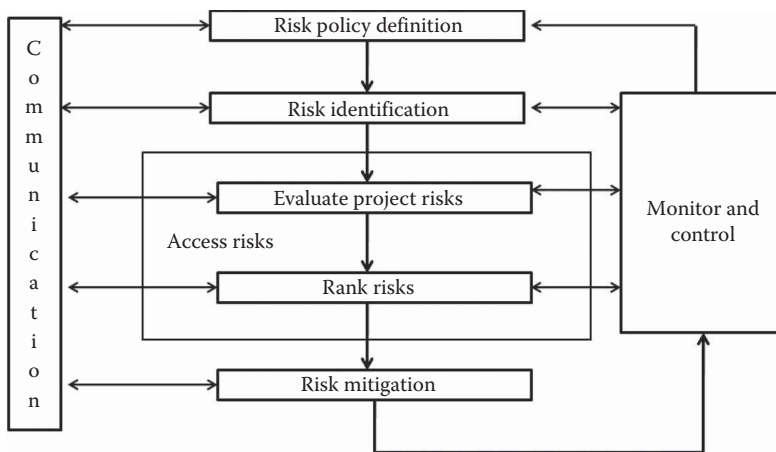 Communication
Risk policy definition
Risk identification
Evaluate project risks
Access risks
Rank risks
Risk mitigation
Monitor and
control